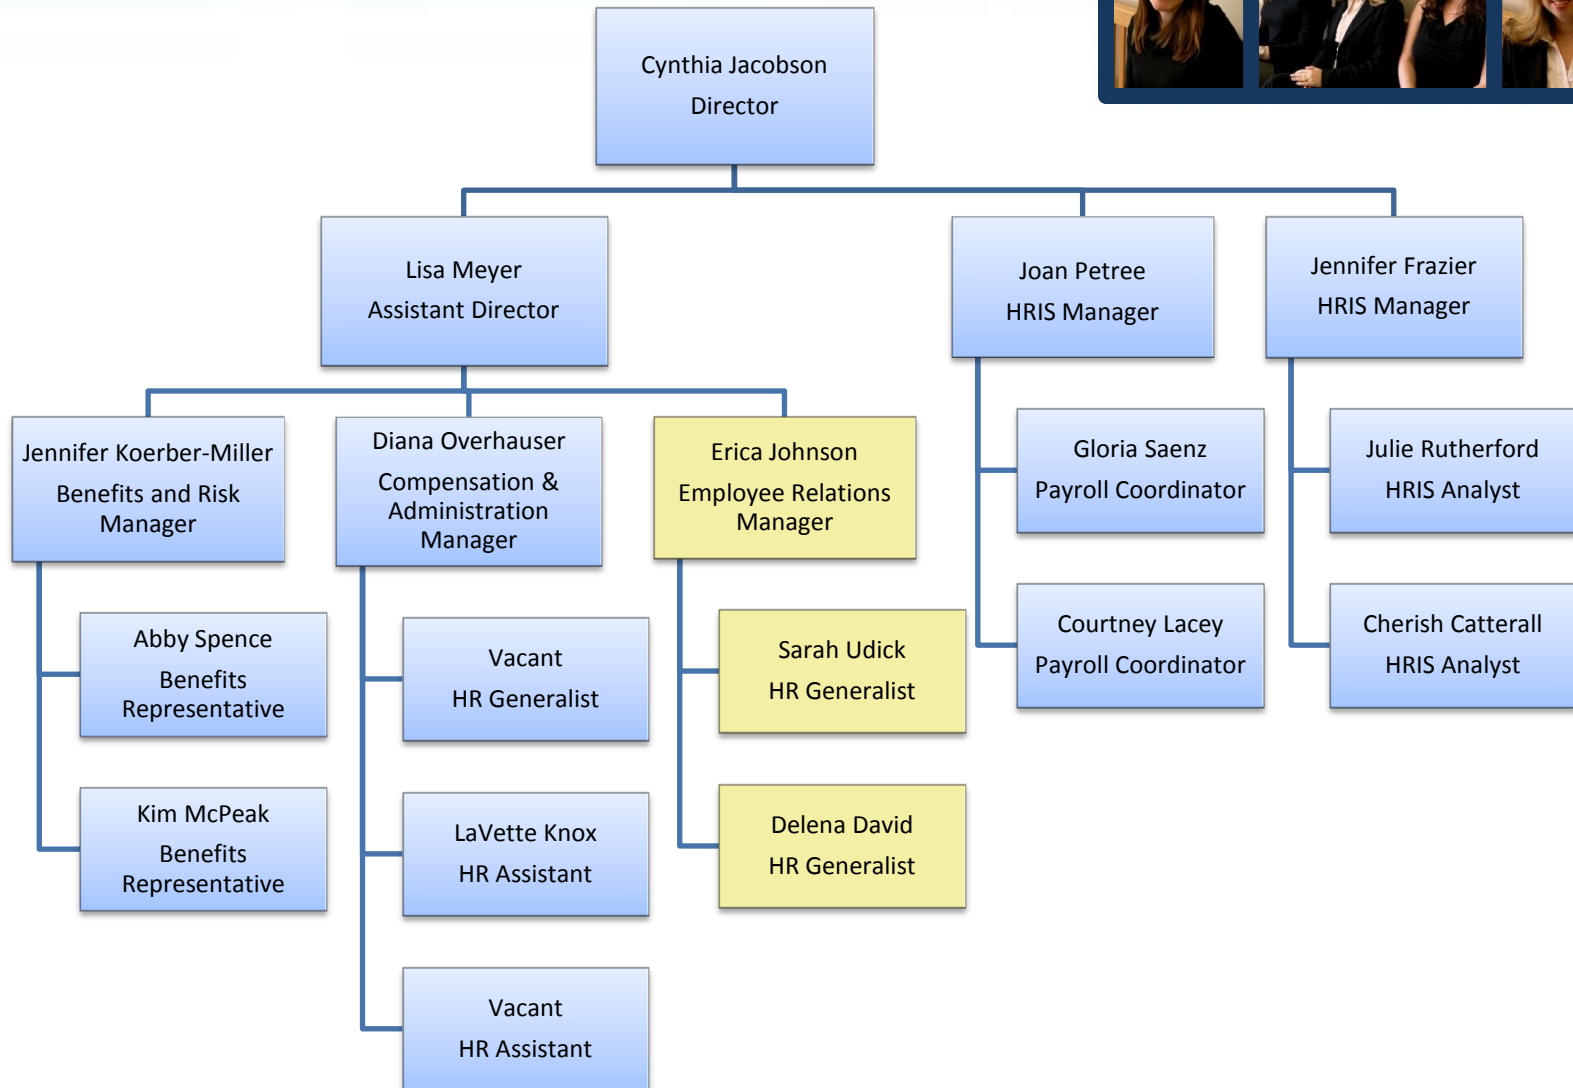 Cynthia Jacobson
Director
Lisa Meyer
Assistant Director
Joan Petree
HRIS Manager
Jennifer Frazier
HRIS Manager
Jennifer Koerber-Miller
Benefits and Risk
Manager
Diana Overhauser
Compensation &
Administration
Manager
Erica Johnson
Employee Relations
Manager
Gloria Saenz
Payroll Coordinator
Julie Rutherford
HRIS Analyst
Abby Spence
Benefits
Representative
Vacant
HR Generalist
Sarah Udick
HR Generalist
Courtney Lacey
Payroll Coordinator
Cherish Catterall
HRIS Analyst
Kim McPeak
Benefits
Representative
LaVette Knox
HR Assistant
Delena David
HR Generalist
Vacant
HR Assistant